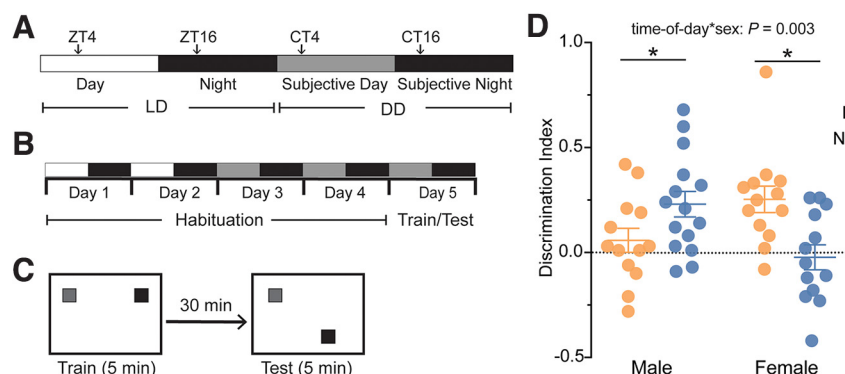 A
ZT4 ZT16 CT4 CT16
Day Night Subjective Day Subjective Night
LD DD
B
Day 1 Day 2 Day 3 Day 4 Day 5
Habituation Train/Test
C
30 min
Train (5 min) Test (5 min)
D
time-of-day*sex: P = 0.003
* *
1.0
0.5
0.0
-0.5
Discrimination Index
Male Female
N